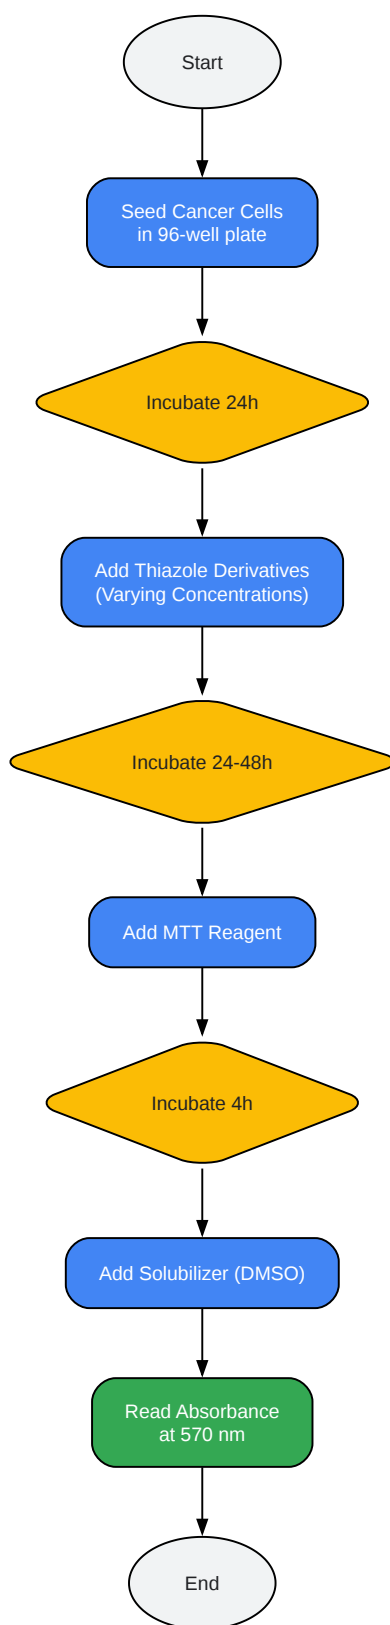 Start
Seed Cancer Cells
in 96-well plate
Incubate 24h
Add Thiazole Derivatives
(Varying Concentrations)
Incubate 24-48h
Add MTT Reagent
Incubate 4h
Add Solubilizer (DMSO)
Read Absorbance
at 570 nm
End